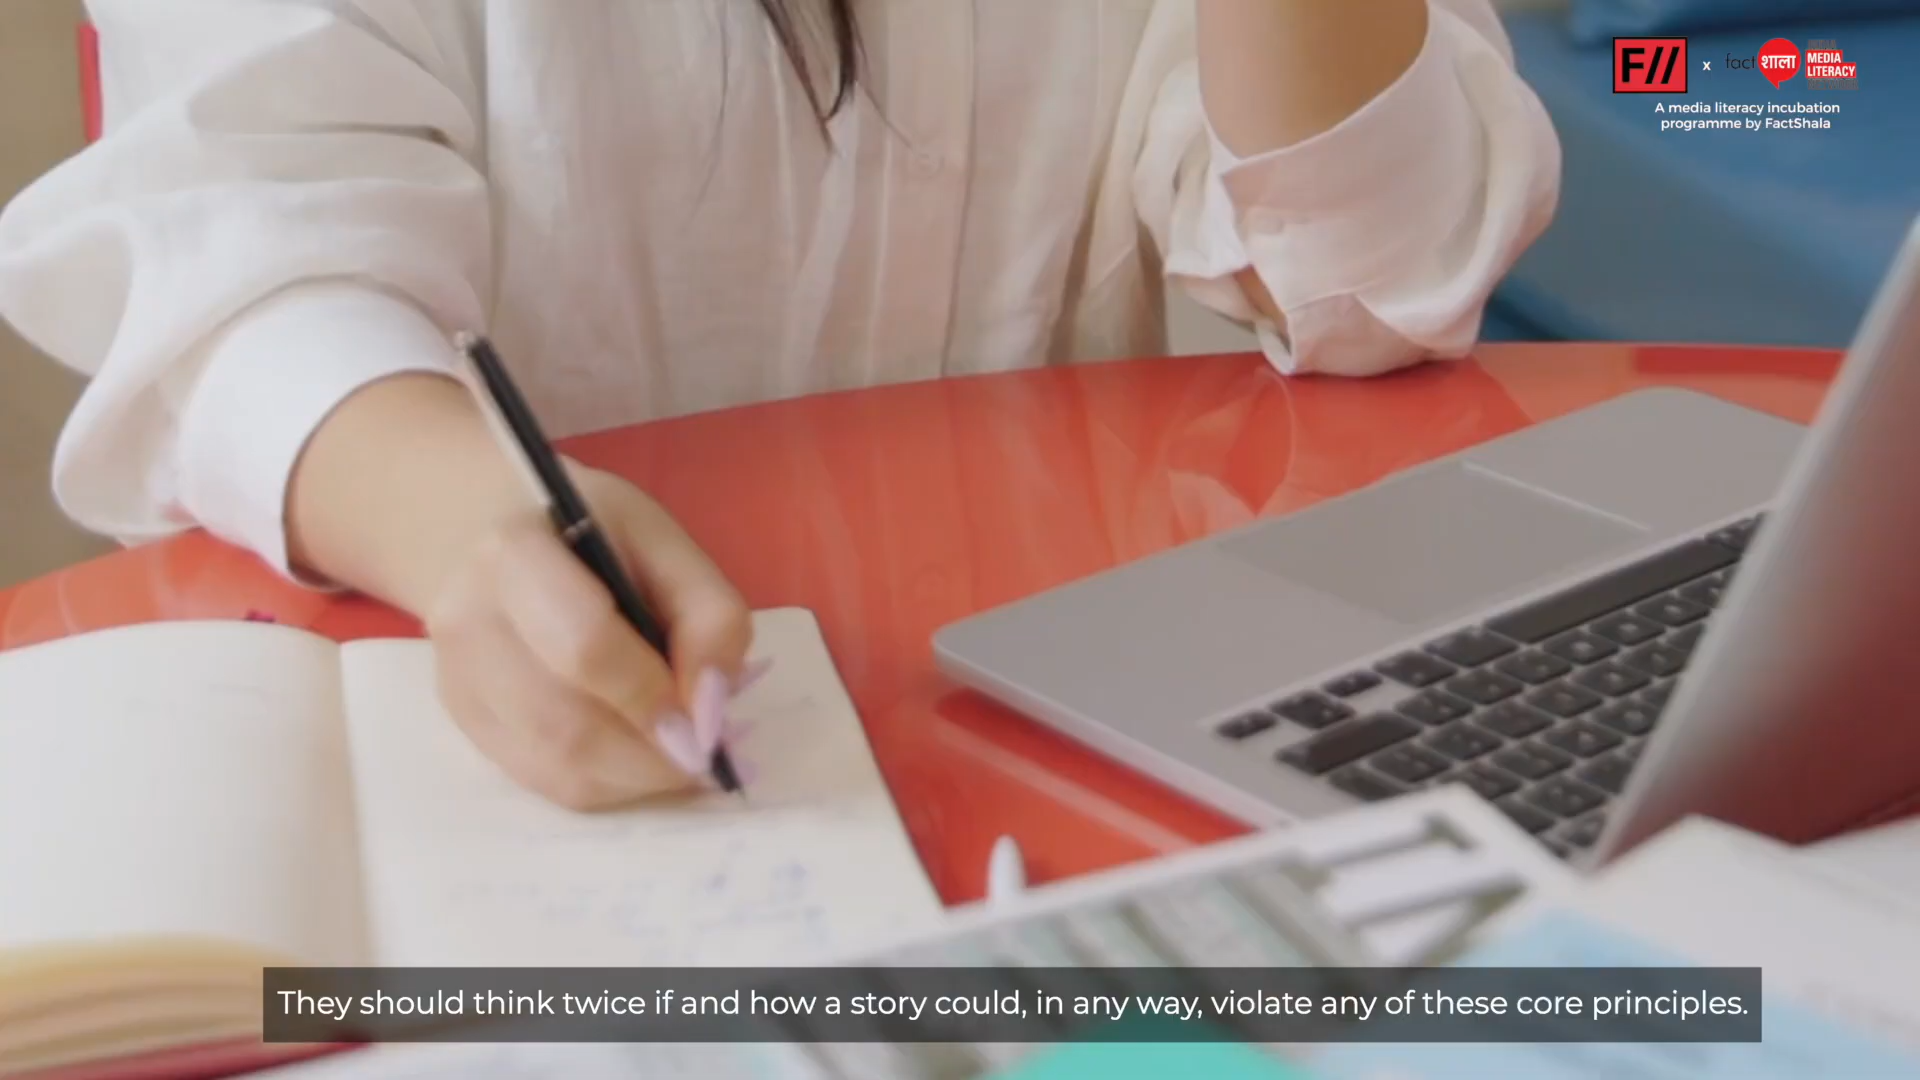 F//
x
fact शाला
MEDIA
LITERACY
A media literacy incubation
programme by FactShala
They should think twice if and how a story could, in any way, violate any of these core principles.